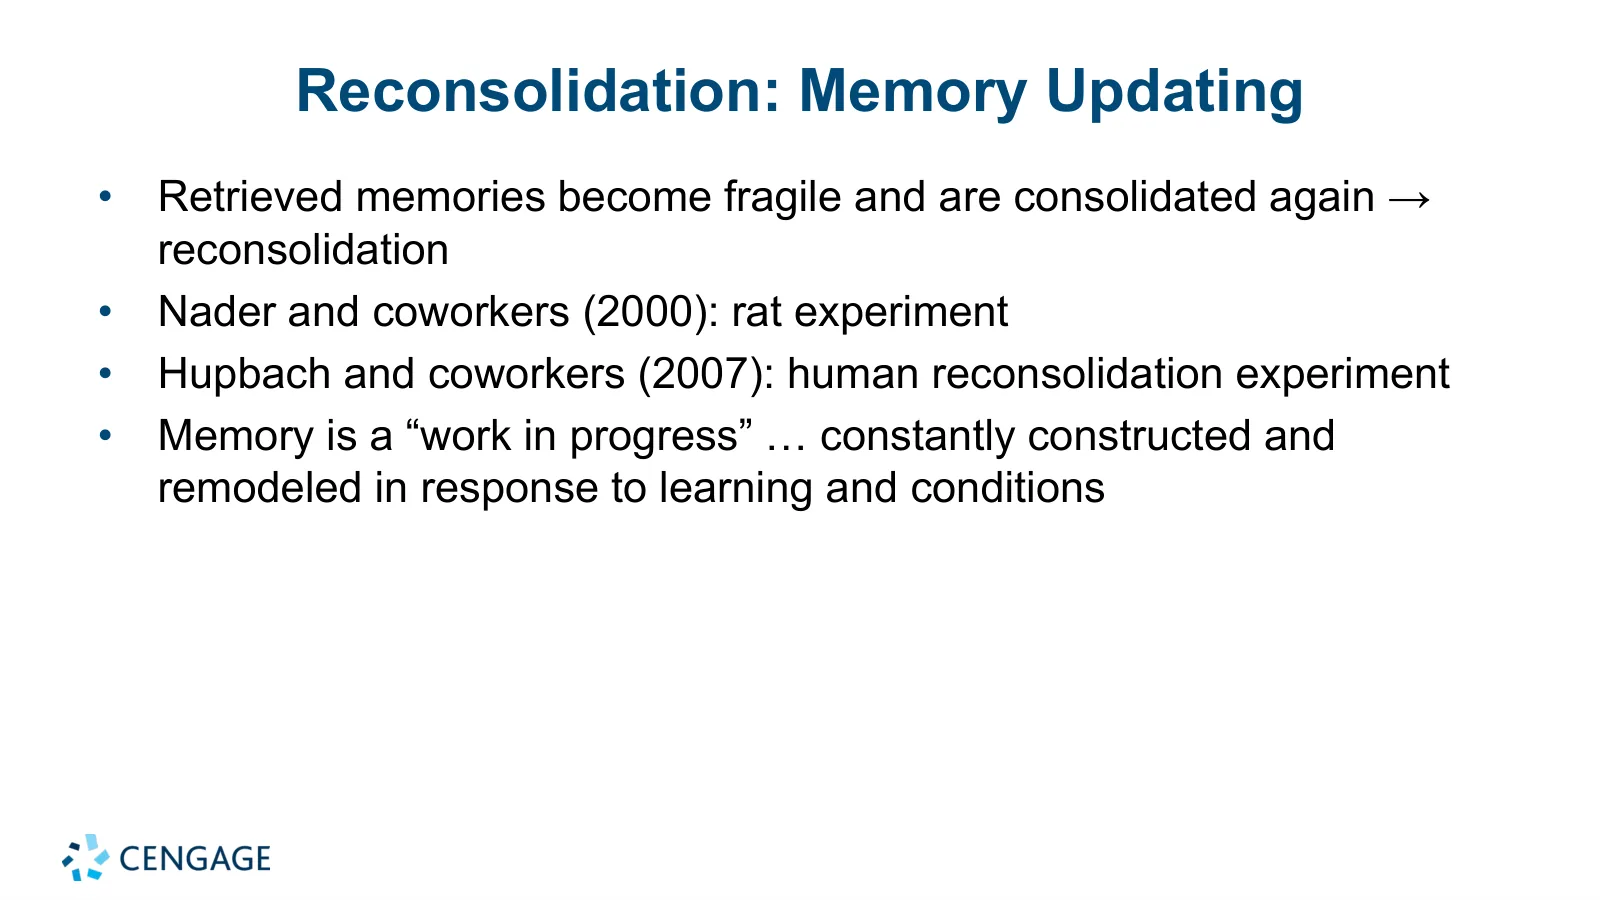 Reconsolidation: Memory Updating
• Retrieved memories become fragile and are consolidated again →
reconsolidation
• Nader and coworkers (2000): rat experiment
• Hupbach and coworkers (2007): human reconsolidation experiment
• Memory is a “work in progress” … constantly constructed and
remodeled in response to learning and conditions
CENGAGE